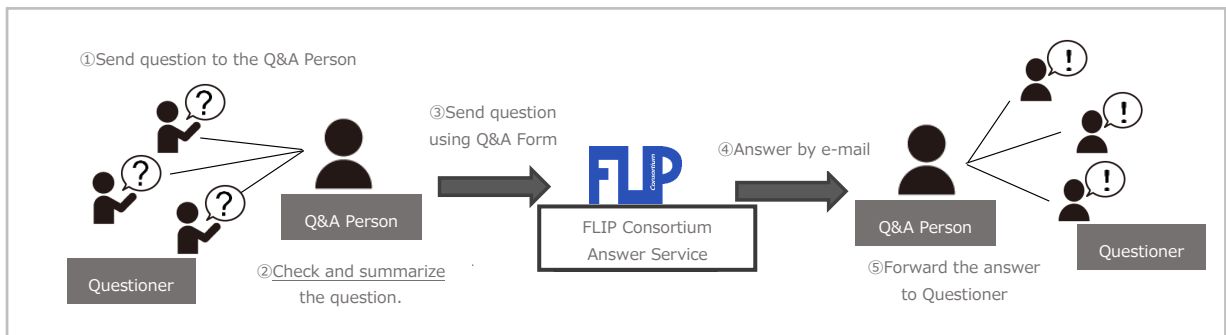 ①Send question to the Q&A Person
?
?
?
Questioner
Q&A Person
②Check and summarize
the question.
③Send question
using Q&A Form
FLIP
Consortium
FLIP Consortium
Answer Service
④Answer by e-mail
Q&A Person
⑤Forward the answer
to Questioner
!
!
!
Questioner